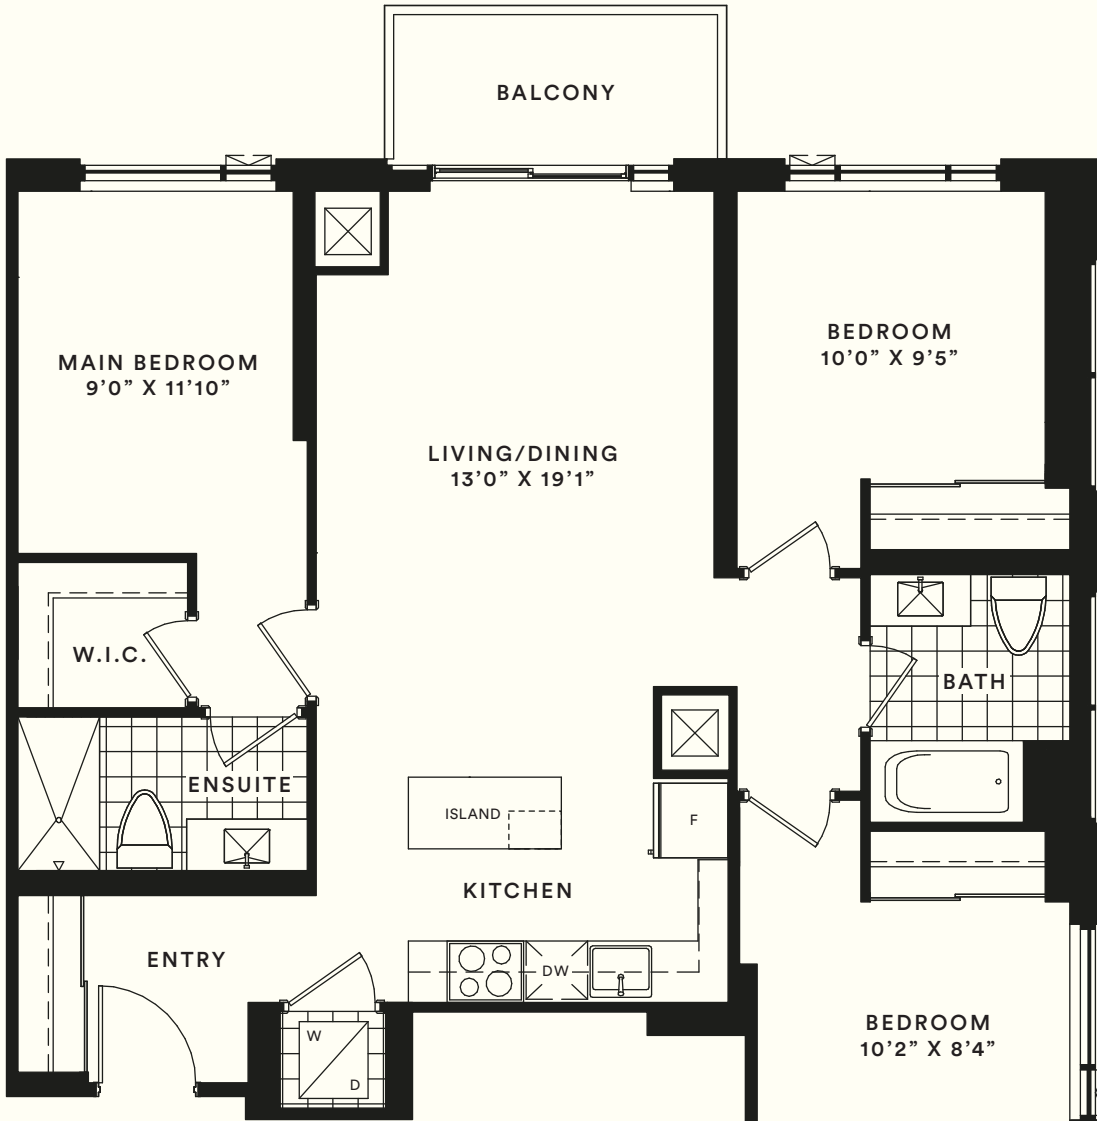 BALCONY
MAIN BEDROOM
9’0” X 11’10”
BEDROOM
10’0” X 9’5”
LIVING/DINING
13’0” X 19’1”
W.I.C.
BATH
ENSUITE
ISLAND
F
KITCHEN
ENTRY
DW
W
D
BEDROOM
10’2” X 8’4”